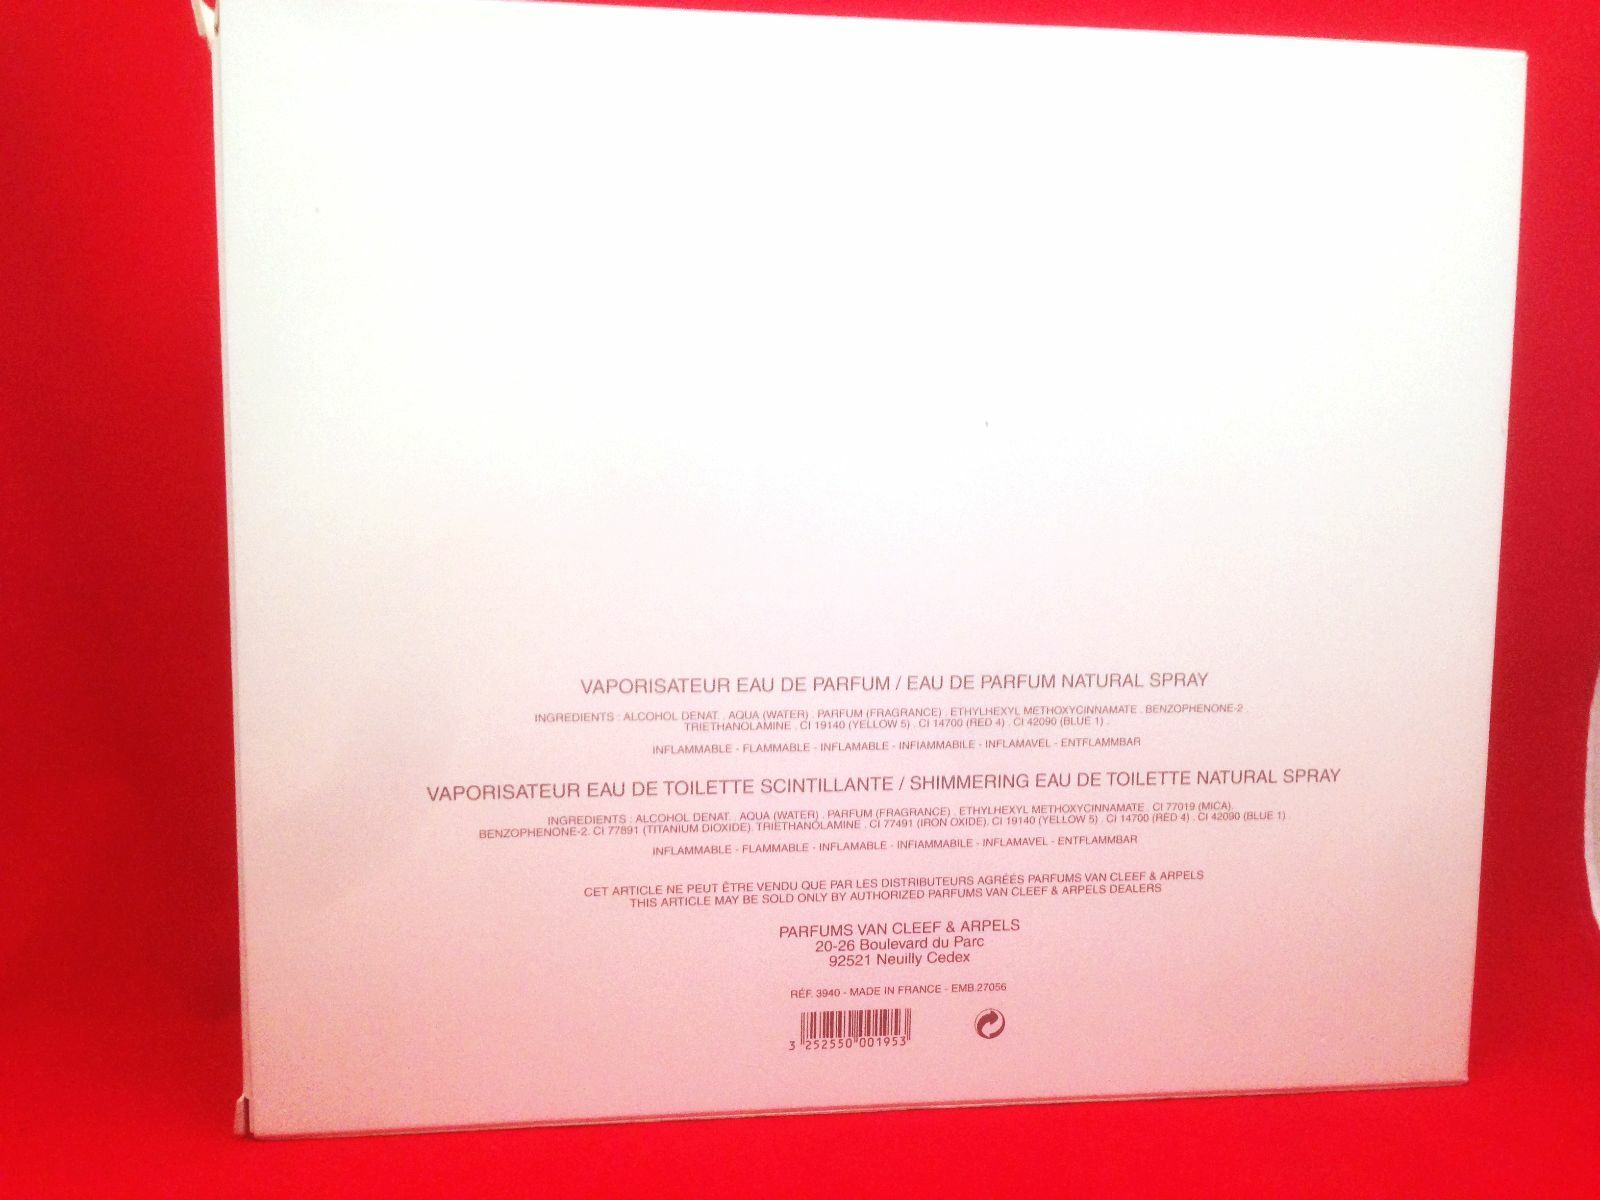 VAPORISATEUR EAU DE PARFUM / EAU DE PARFUM NATURAL SPRAY
INGREDIENTS : ALCOHOL DENAT. . AQUA (WATER) . PARFUM (FRAGRANCE) . ETHYLHEXYL METHOXYCINNAMATE . BENZOPHENONE-2 .
TRIETHANOLAMINE . CI 19140 (YELLOW 5) . CI 14700 (RED 4) . CI 42090 (BLUE 1) .
INFLAMMABLE - FLAMMABLE - INFLAMABLE - INFIAMMABILE - INFLAMAVEL - ENTFLAMMBAR
VAPORISATEUR EAU DE TOILETTE SCINTILLANTE / SHIMMERING EAU DE TOILETTE NATURAL SPRAY
INGREDIENTS : ALCOHOL DENAT. . AQUA (WATER) . PARFUM (FRAGRANCE) . ETHYLHEXYL METHOXYCINNAMATE . CI 77019 (MICA).
BENZOPHENONE-2. CI 77891 (TITANIUM DIOXIDE). TRIETHANOLAMINE . CI 77491 (IRON OXIDE). CI 19140 (YELLOW 5) . CI 14700 (RED 4) . CI 42090 (BLUE 1) .
INFLAMMABLE - FLAMMABLE - INFLAMABLE - INFIAMMABILE - INFLAMAVEL - ENTFLAMMBAR
CET ARTICLE NE PEUT ÊTRE VENDU QUE PAR LES DISTRIBUTEURS AGRÉÉS PARFUMS VAN CLEEF & ARPELS
THIS ARTICLE MAY BE SOLD ONLY BY AUTHORIZED PARFUMS VAN CLEEF & ARPELS DEALERS
PARFUMS VAN CLEEF & ARPELS
20-26 Boulevard du Parc
92521 Neuilly Cedex
RÉF. 3940 - MADE IN FRANCE - EMB.27056
3 252550 001953